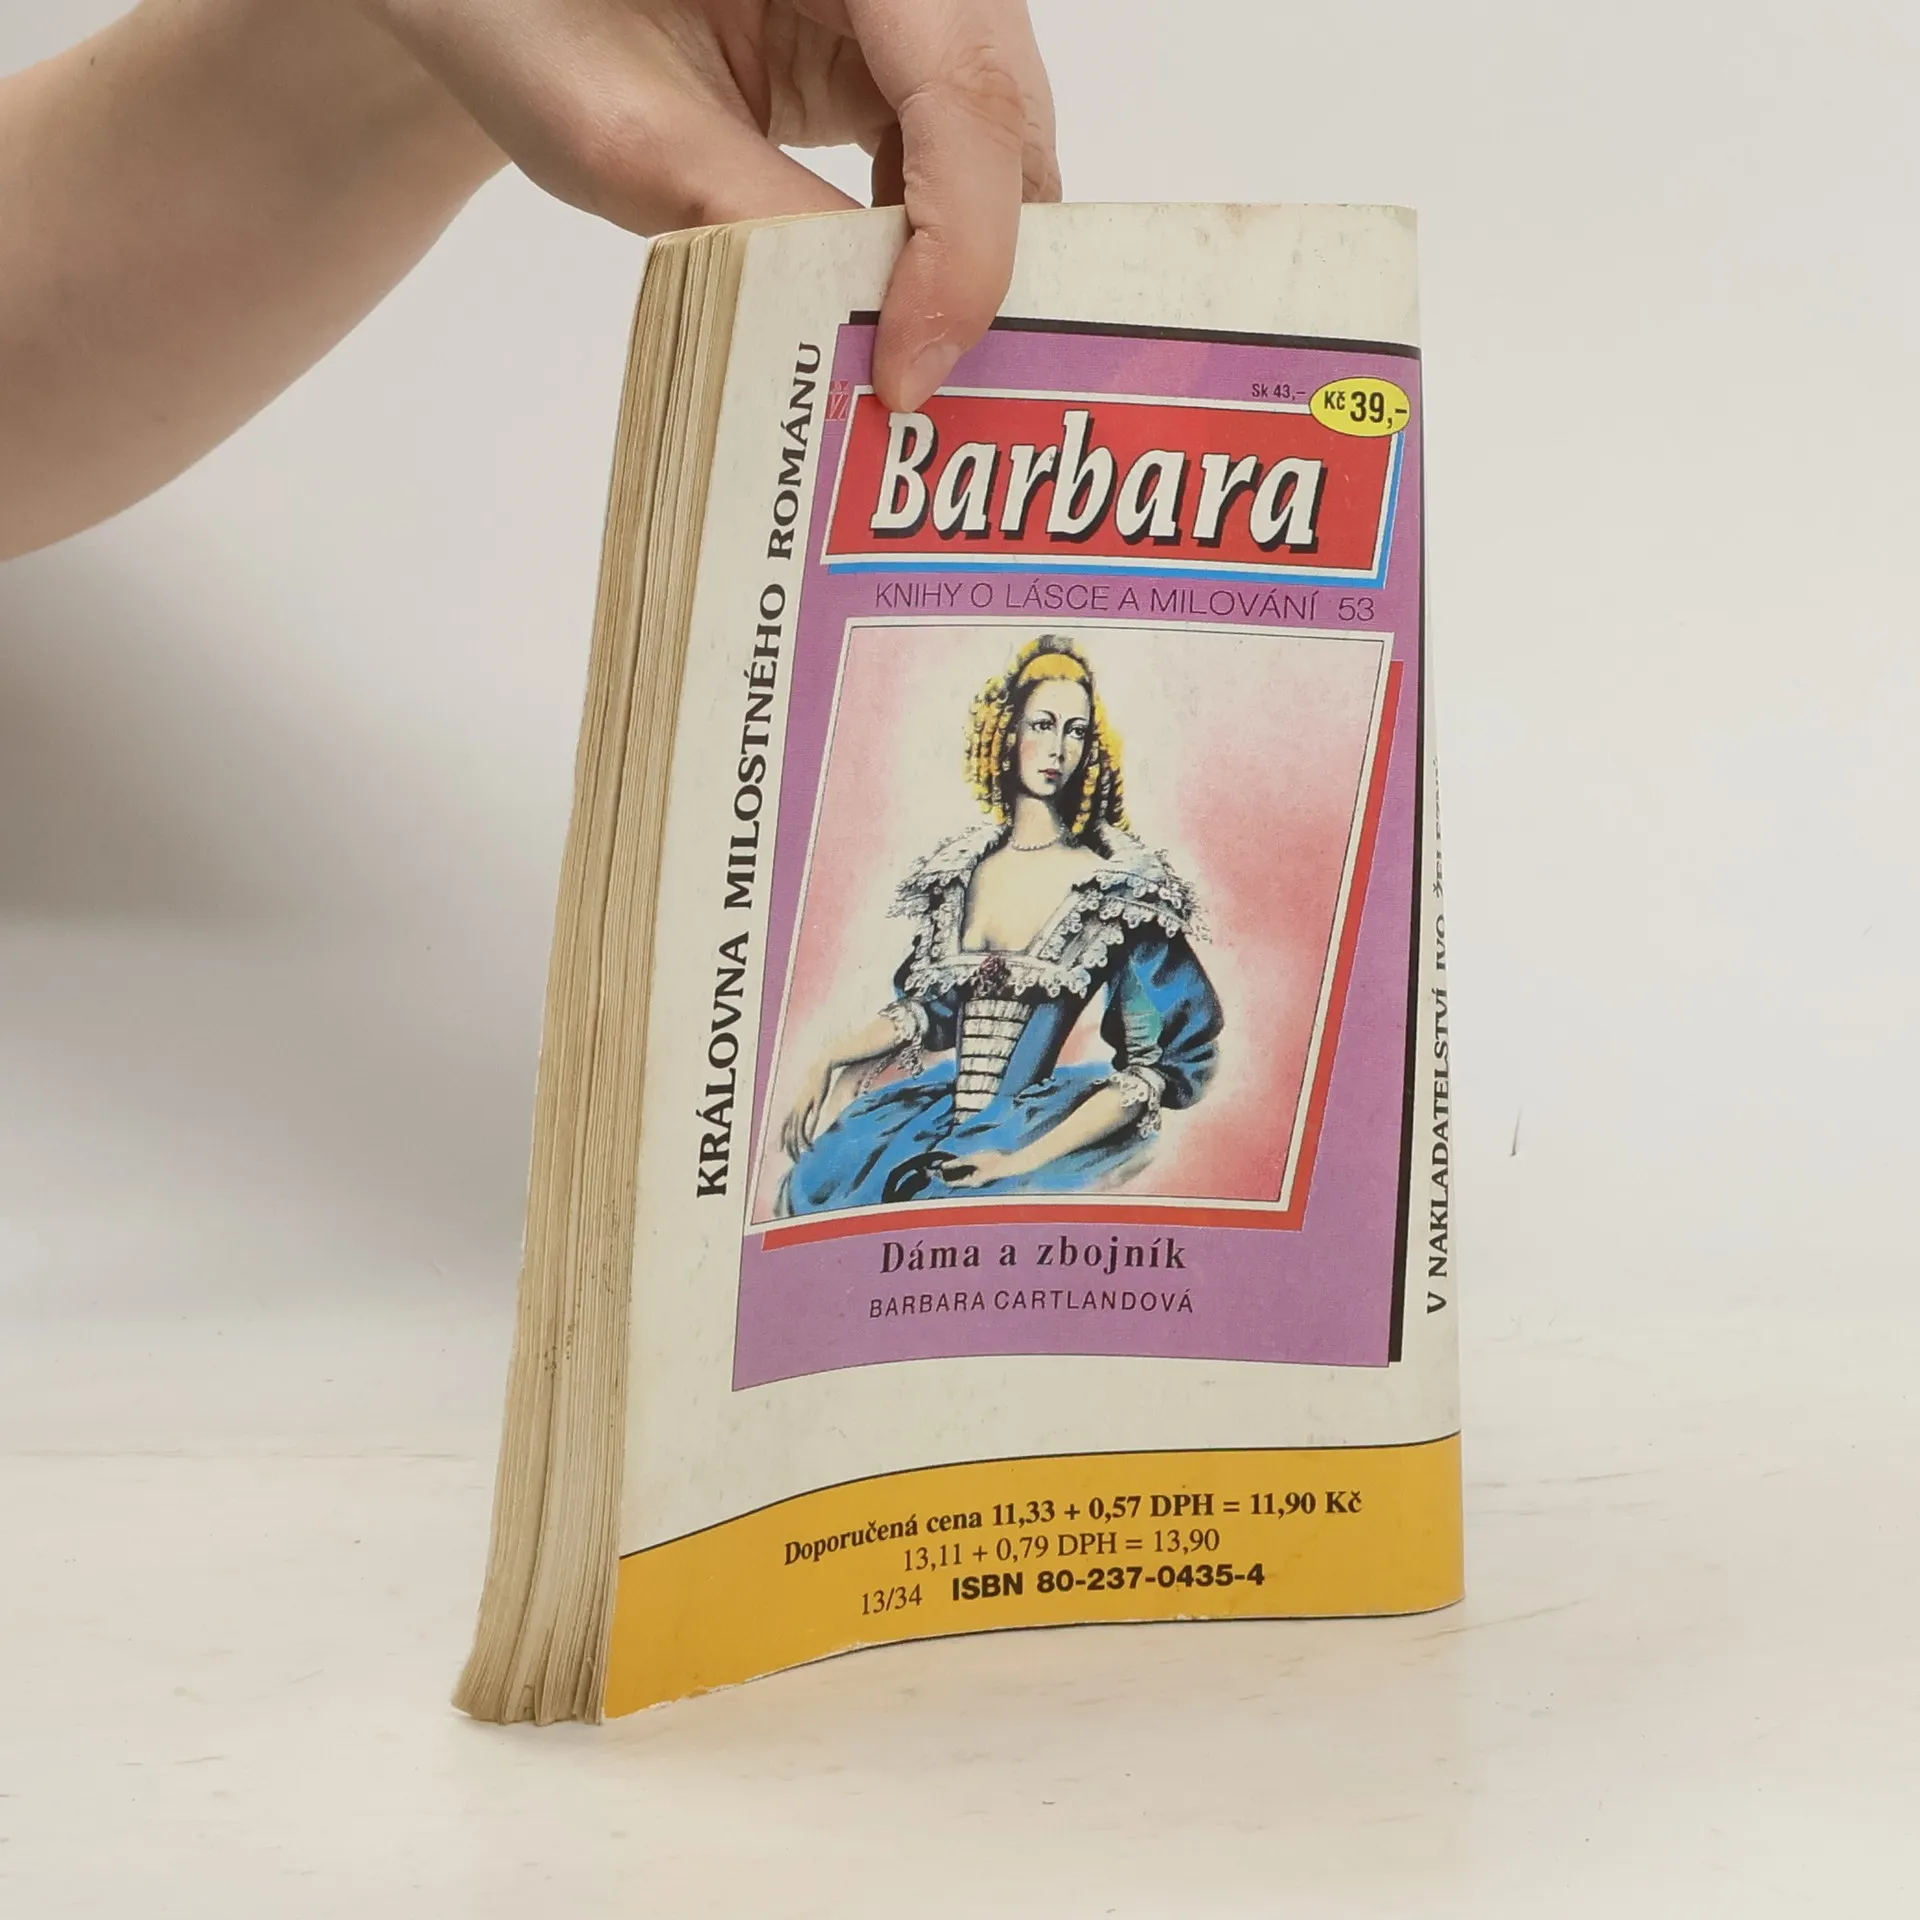 KRÁLOVNA MILOSTNÉHO ROMÁNU
Sk 43,-
Kč 39,-
Barbara
KNIHY O LÁSCE A MILOVÁNÍ 53
Dáma a zbojník
BARBARA CARTLANDOVÁ
V NAKLADATELSTVÍ IVO
Doporučená cena 11,33 + 0,57 DPH = 11,90 Kč
13,11 + 0,79 DPH = 13,90
13/34 ISBN 80-237-0435-4